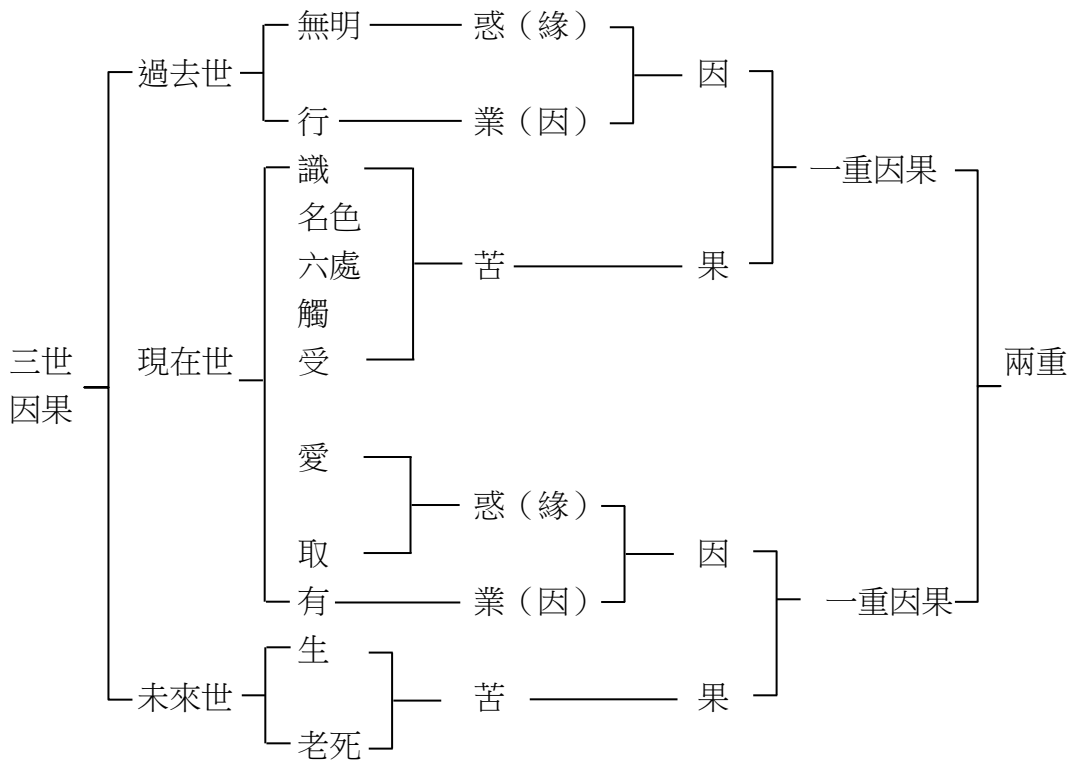 無明 惑（緣）
過去世 因
行 業（因）
識 一重因果
名色
六處 苦 果
觸
三世 現在世 受 兩重
因果
愛
惑（緣）
取 因
有 業（因） 一重因果
生
未來世 苦 果
老死